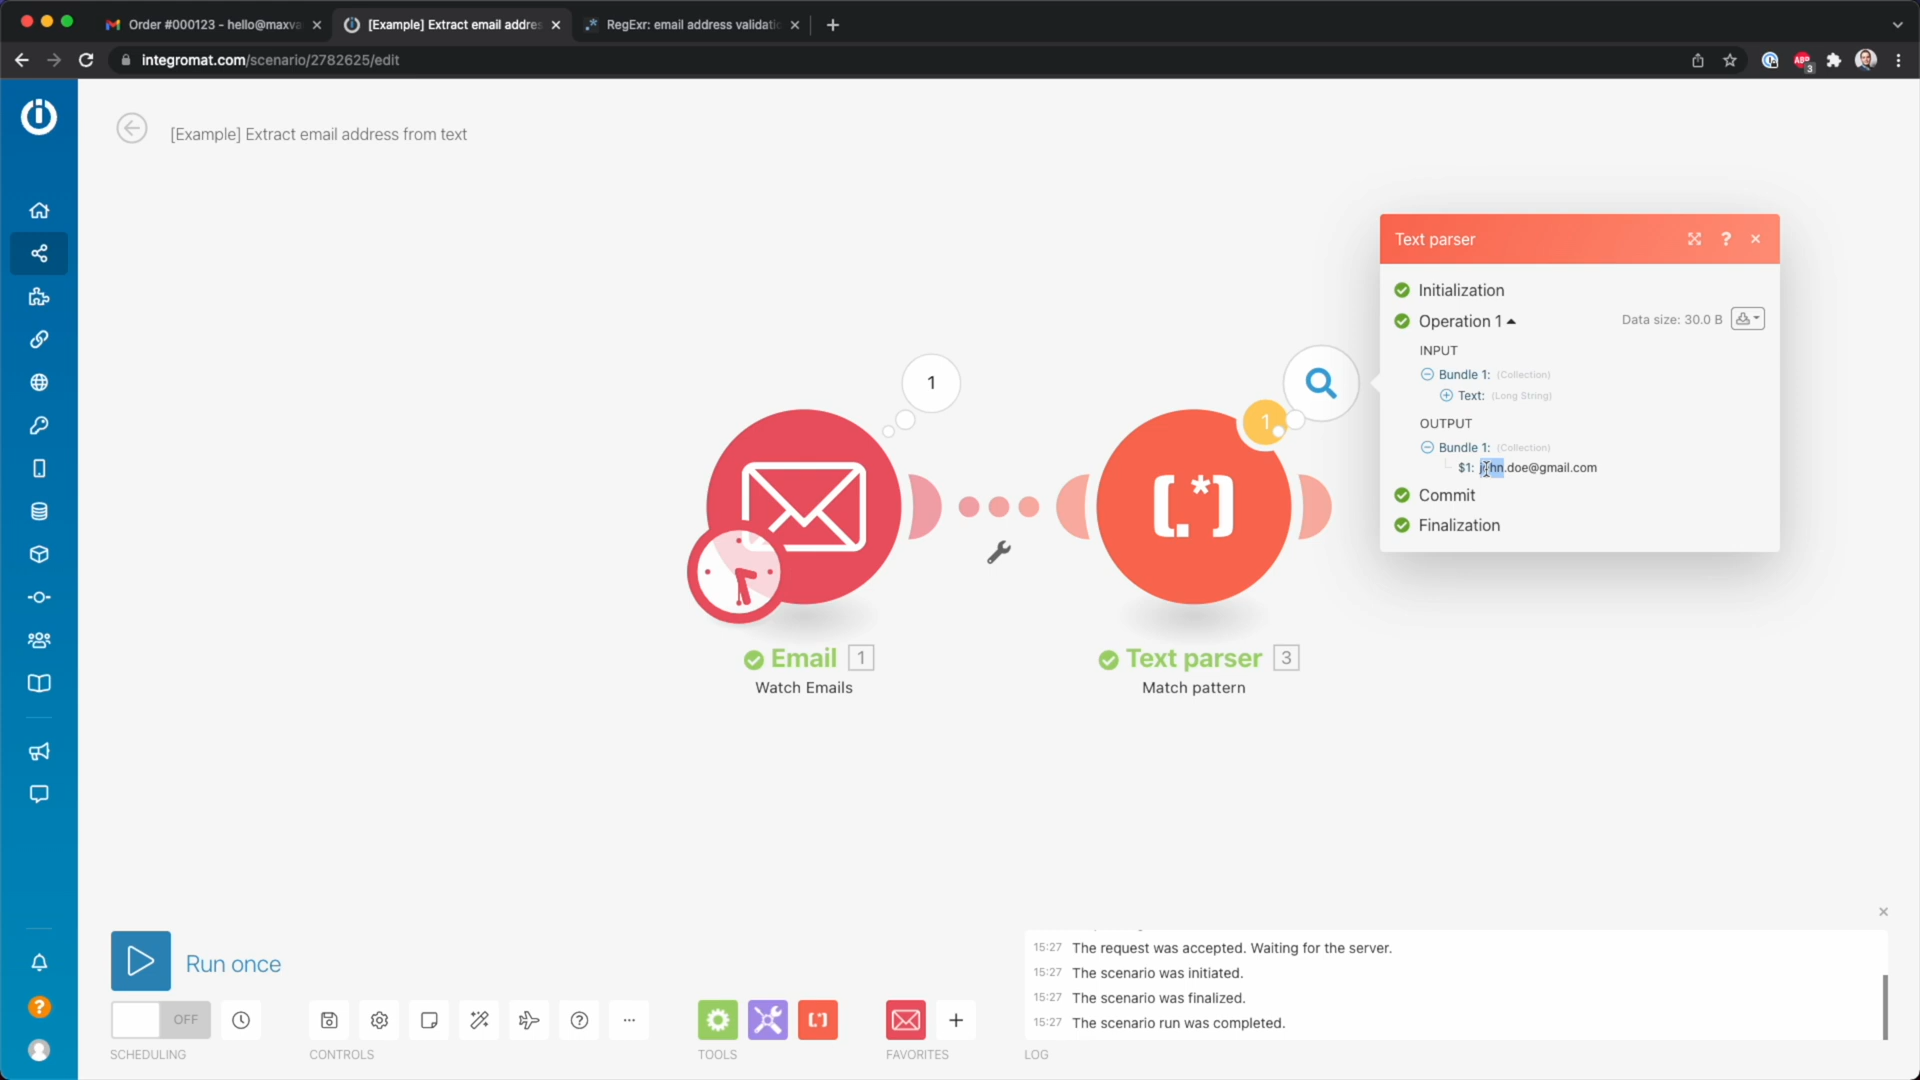 Order #000123 - hello@maxva
[Example] Extract email addres
RegExr: email address validatio
integromat.com/scenario/2782625/edit
ABP
3
[Example] Extract email address from text
Text parser
?
Initialization
Operation 1
Data size: 30.0 B
INPUT
Bundle 1: (Collection)
Text: (Long String)
OUTPUT
Bundle 1: (Collection)
$1: john.doe@gmail.com
Commit
Finalization
1
1
Email 1
Watch Emails
Text parser 3
Match pattern
Run once
OFF
SCHEDULING
CONTROLS
TOOLS
FAVORITES
LOG
15:27 The request was accepted. Waiting for the server.
15:27 The scenario was initiated.
15:27 The scenario was finalized.
15:27 The scenario run was completed.